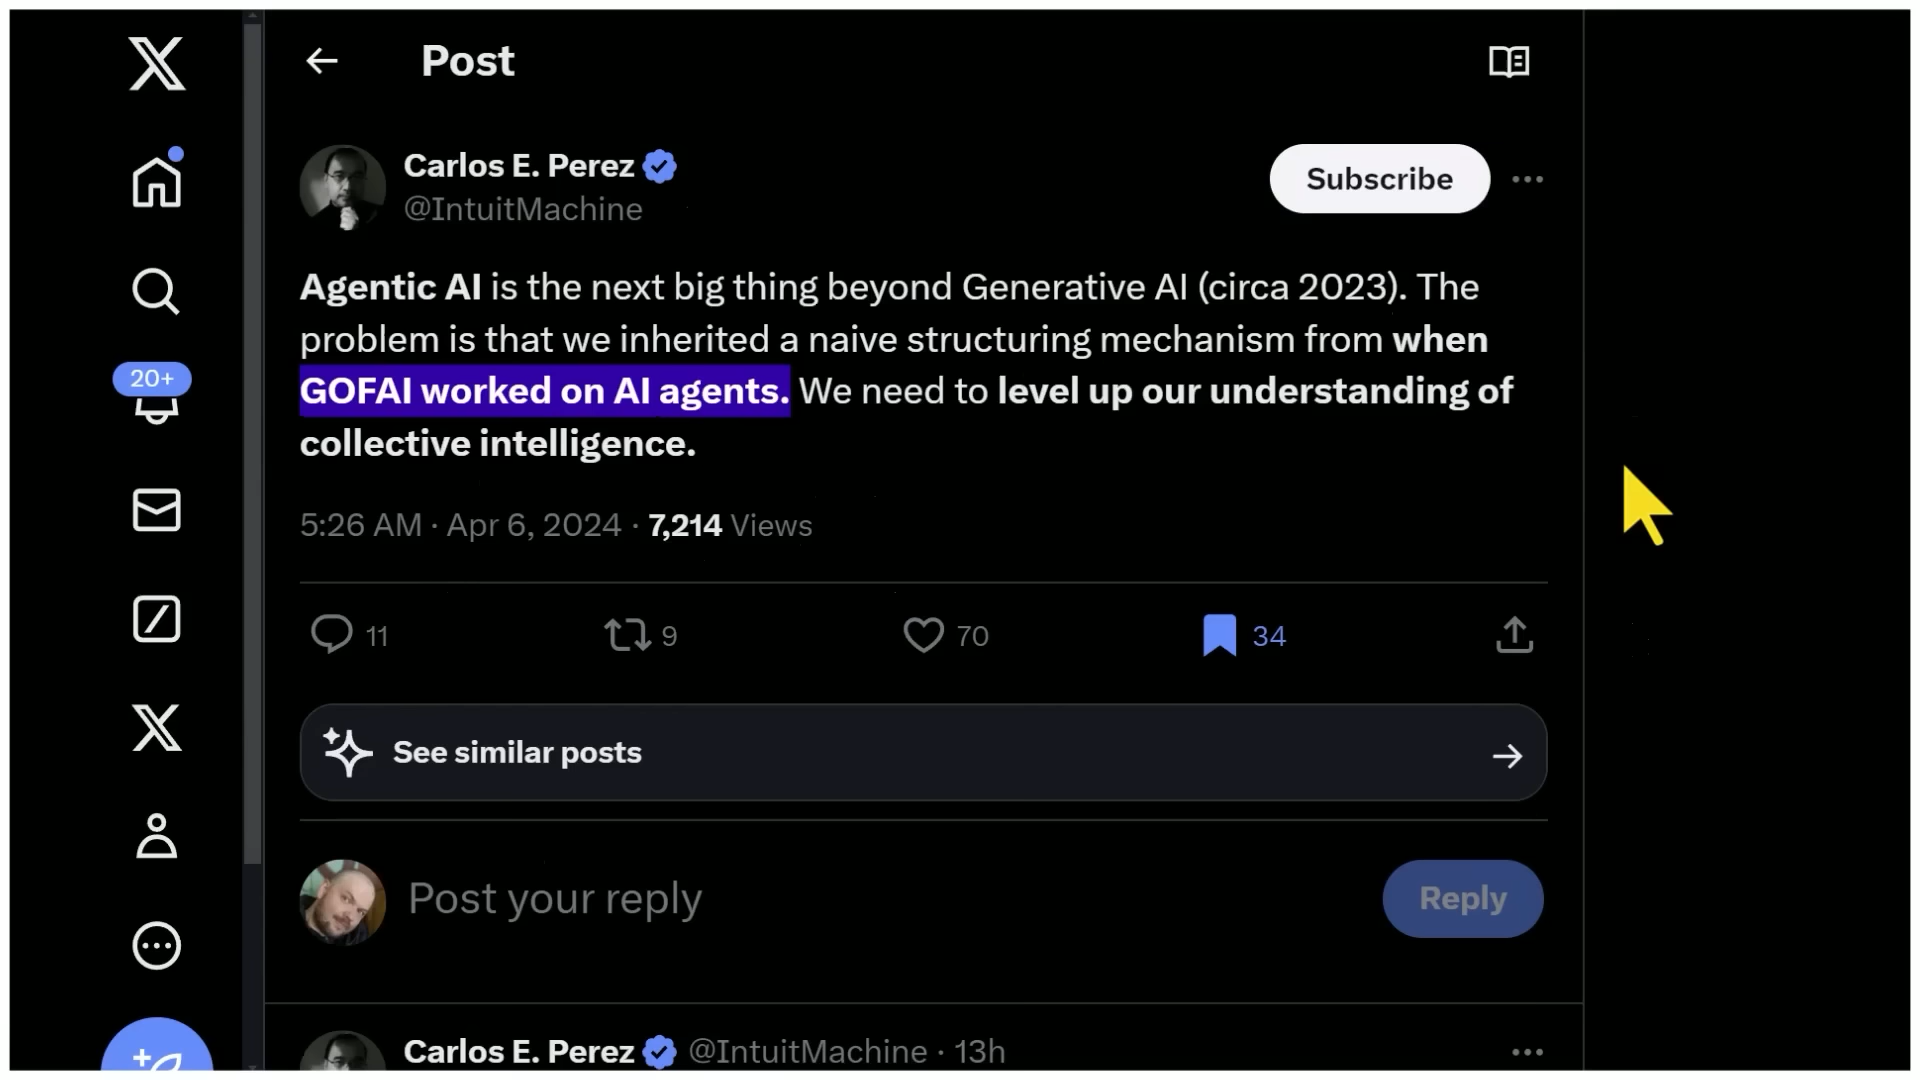 Post
Carlos E. Perez
@IntuitMachine
Subscribe
Agentic AI is the next big thing beyond Generative AI (circa 2023). The
problem is that we inherited a naive structuring mechanism from when
GOFAI worked on AI agents. We need to level up our understanding of
collective intelligence.
20+
5:26 AM · Apr 6, 2024 · 7,214 Views
11
9
70
34
See similar posts
Post your reply
Reply
Carlos E. Perez @IntuitMachine · 13h